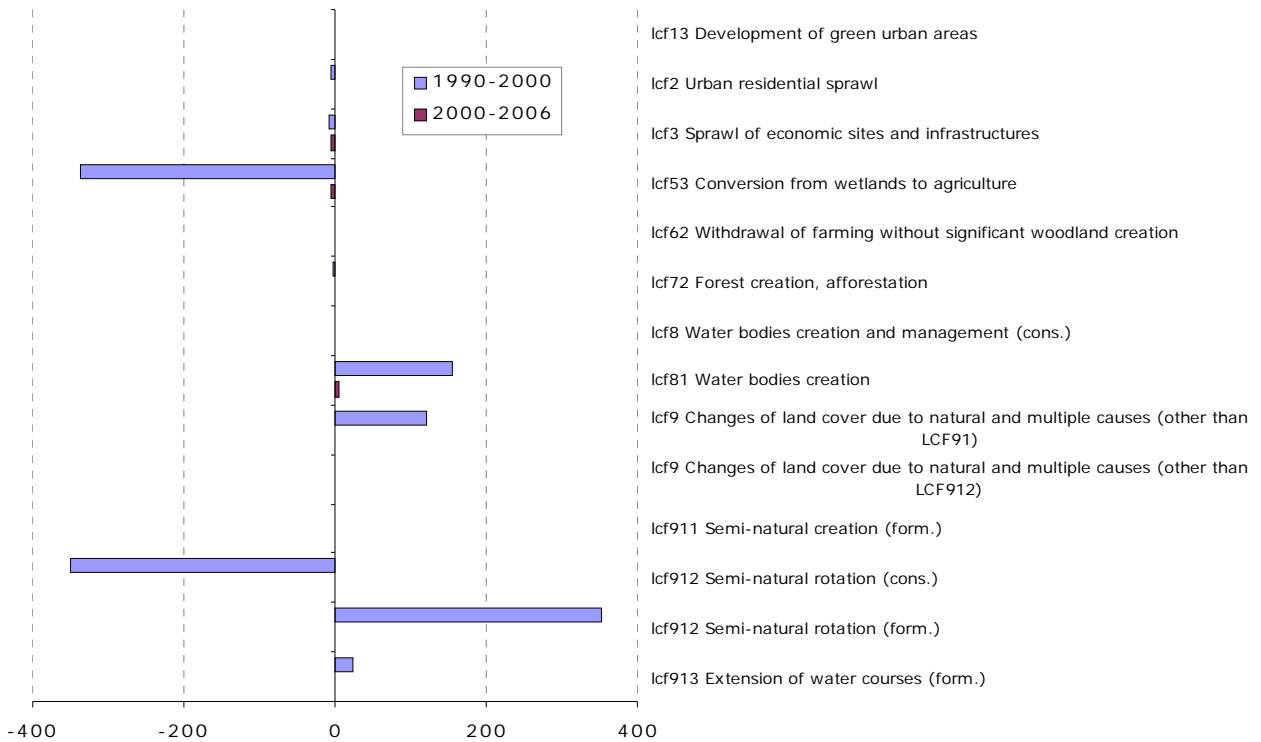 lcf13 Development of green urban areas
1990-2000
2000-2006
lcf2 Urban residential sprawl
lcf3 Sprawl of economic sites and infrastructures
lcf53 Conversion from wetlands to agriculture
lcf62 Withdrawal of farming without significant woodland creation
lcf72 Forest creation, afforestation
lcf8 Water bodies creation and management (cons.)
lcf81 Water bodies creation
lcf9 Changes of land cover due to natural and multiple causes (other than
LCF91)
lcf9 Changes of land cover due to natural and multiple causes (other than
LCF912)
lcf911 Semi-natural creation (form.)
lcf912 Semi-natural rotation (cons.)
lcf912 Semi-natural rotation (form.)
lcf913 Extension of water courses (form.)
-400 -200 0 200 400